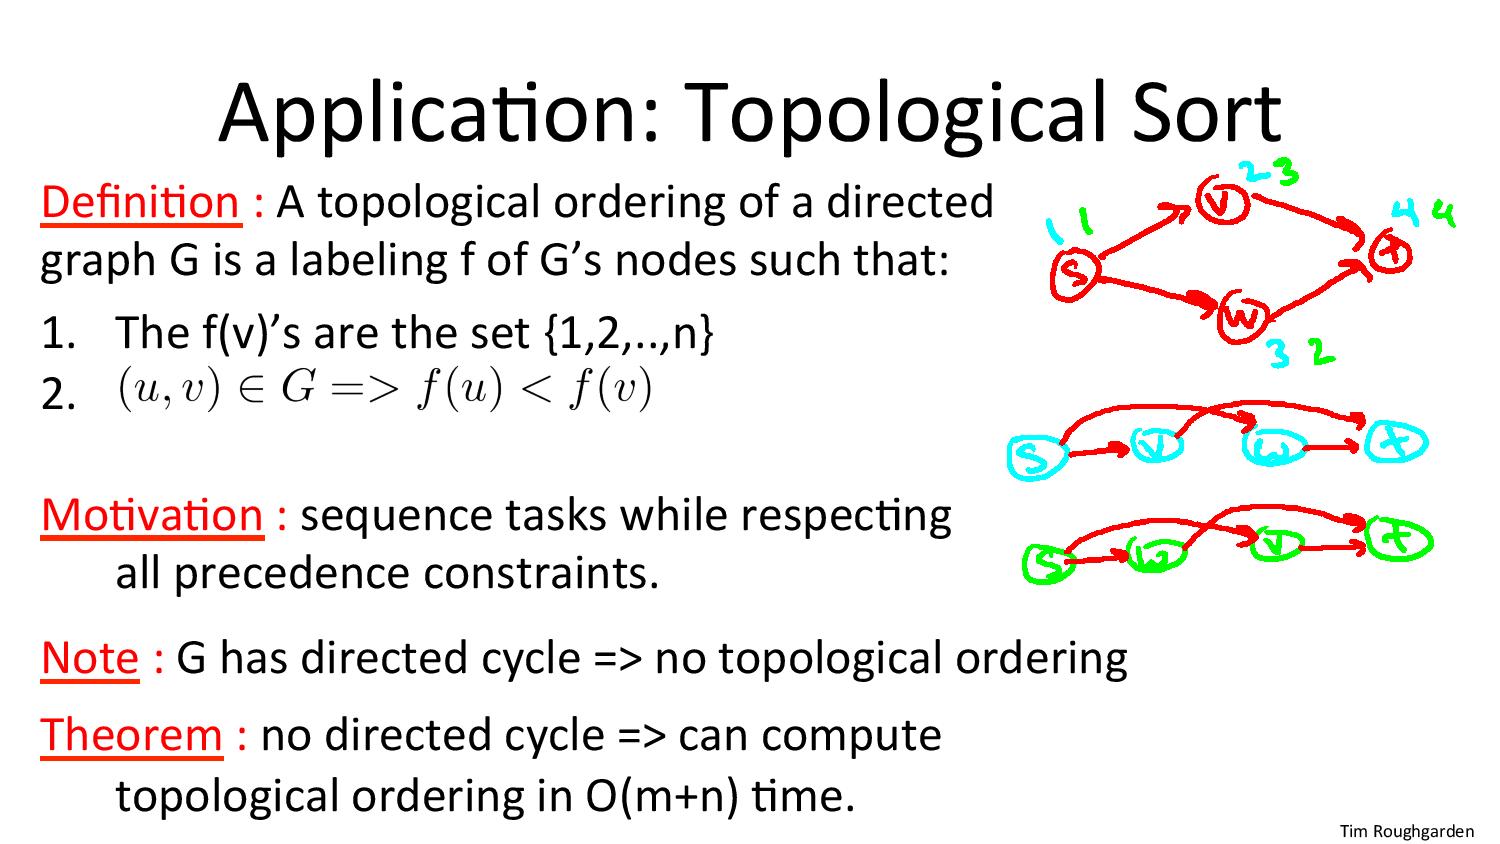 Application: Topological Sort
Definition : A topological ordering of a directed
graph G is a labeling f of G’s nodes such that:
1. The f(v)’s are the set {1,2,..,n}
2. (u, v) ∈ G => f(u) < f(v)
Motivation : sequence tasks while respecting
all precedence constraints.
Note : G has directed cycle => no topological ordering
Theorem : no directed cycle => can compute
topological ordering in O(m+n) time.
2 3
v
1 1
4 4
s
t
w
3 2
s v w t
s w v t
Tim Roughgarden